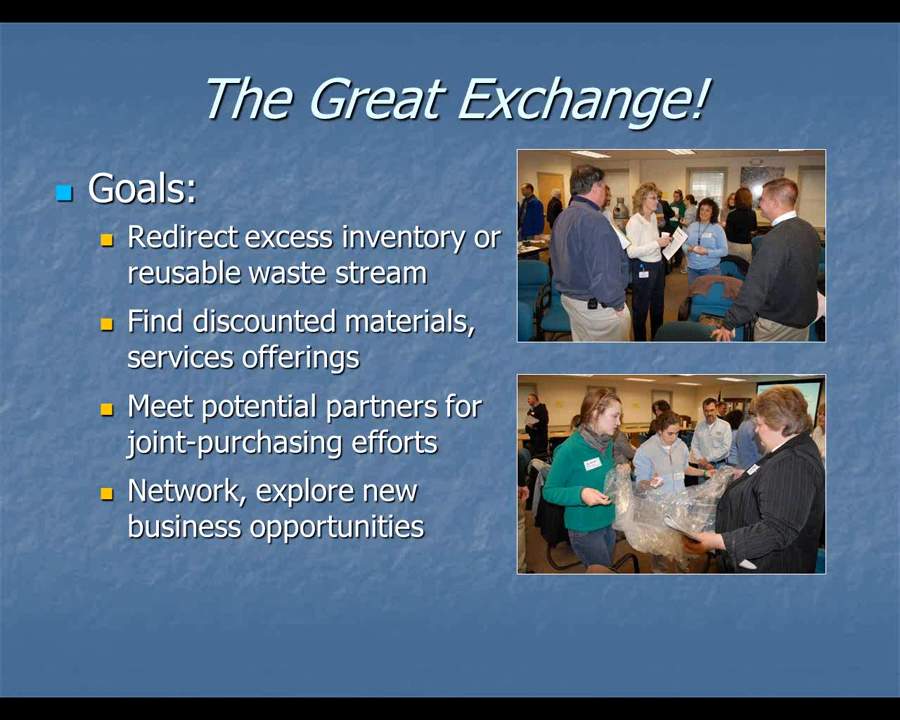 The Great Exchange!
Goals:
Redirect excess inventory or
reusable waste stream
Find discounted materials,
services offerings
Meet potential partners for
joint-purchasing efforts
Network, explore new
business opportunities